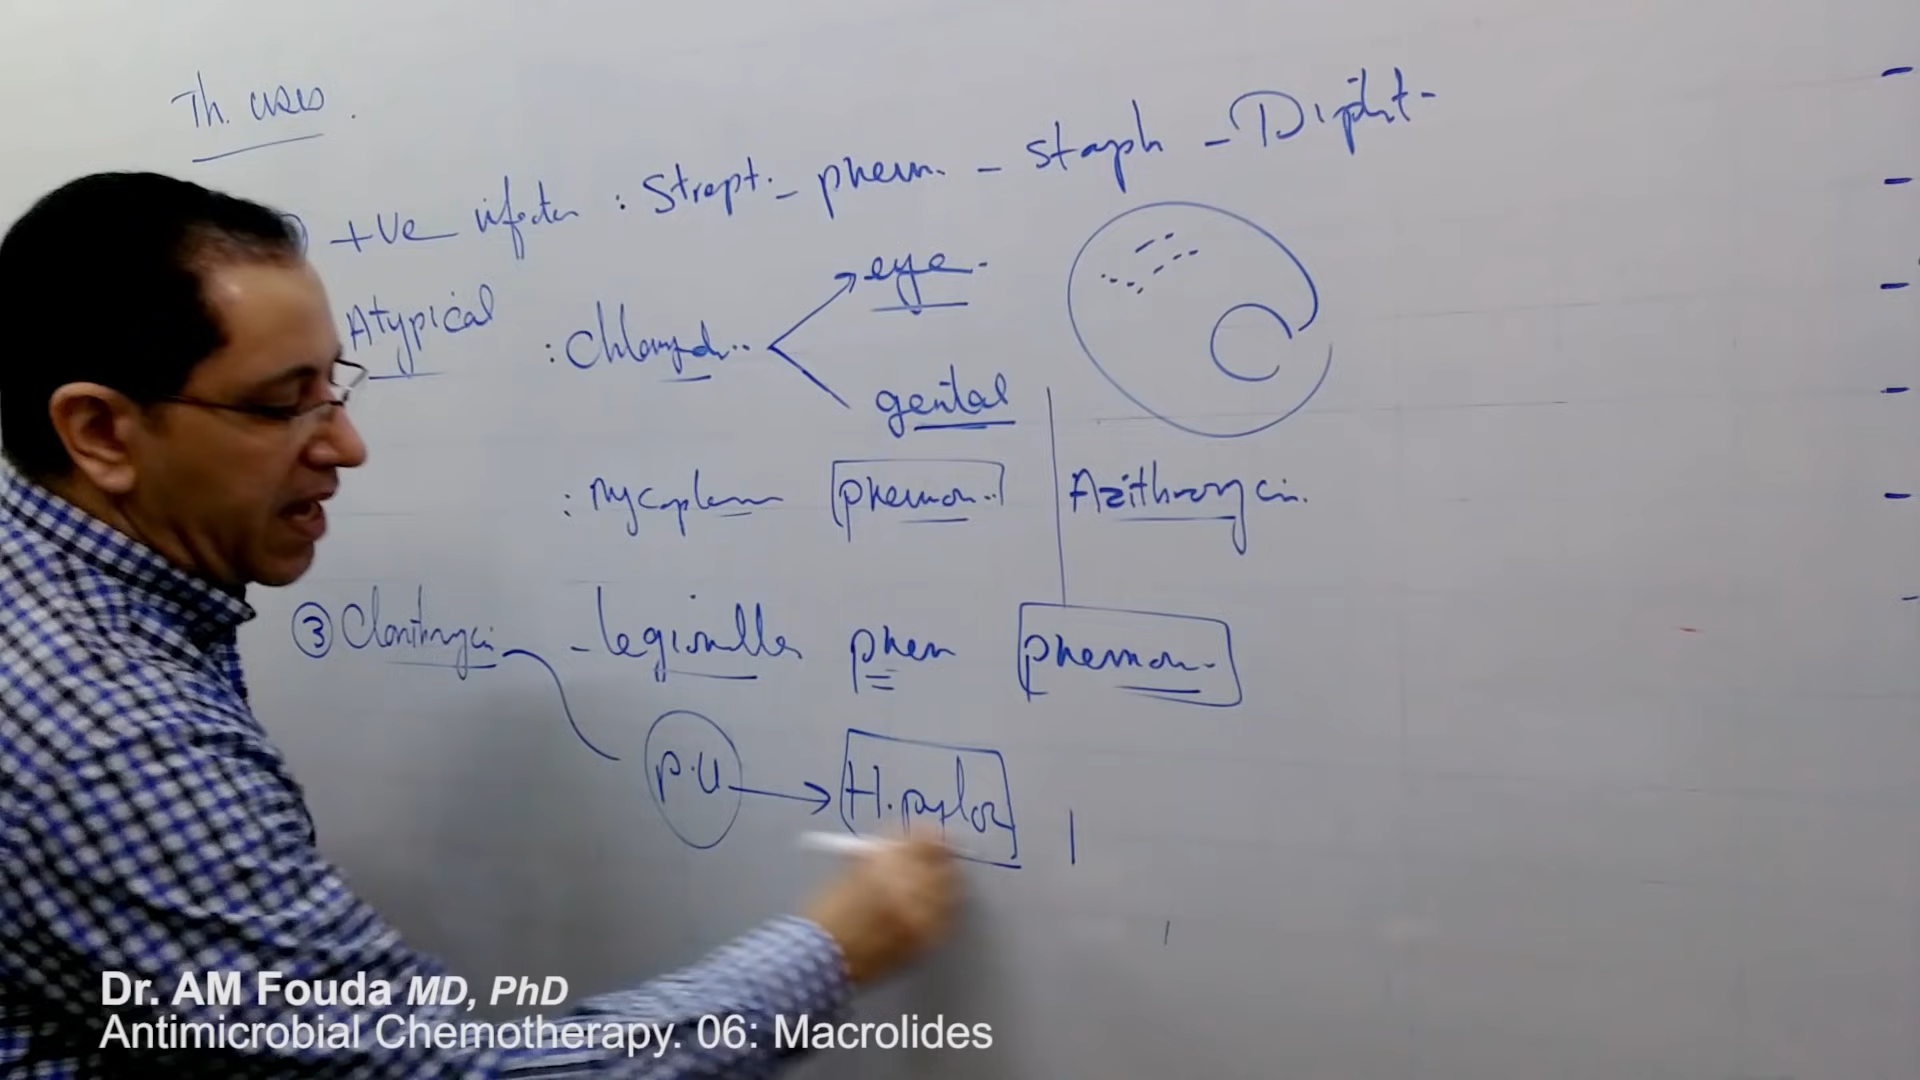 Th. uses.
+ve infection : Strept. - pneum. - staph - Dipht-
Atypical : Chlamyd.. eye.
genital
: Mycoplasma pneumon.. Azithromycin.
③ Clarithromycin - legionella pneu pneumon.
P.U → H. pylori
Dr. AM Fouda MD, PhD
Antimicrobial Chemotherapy. 06: Macrolides